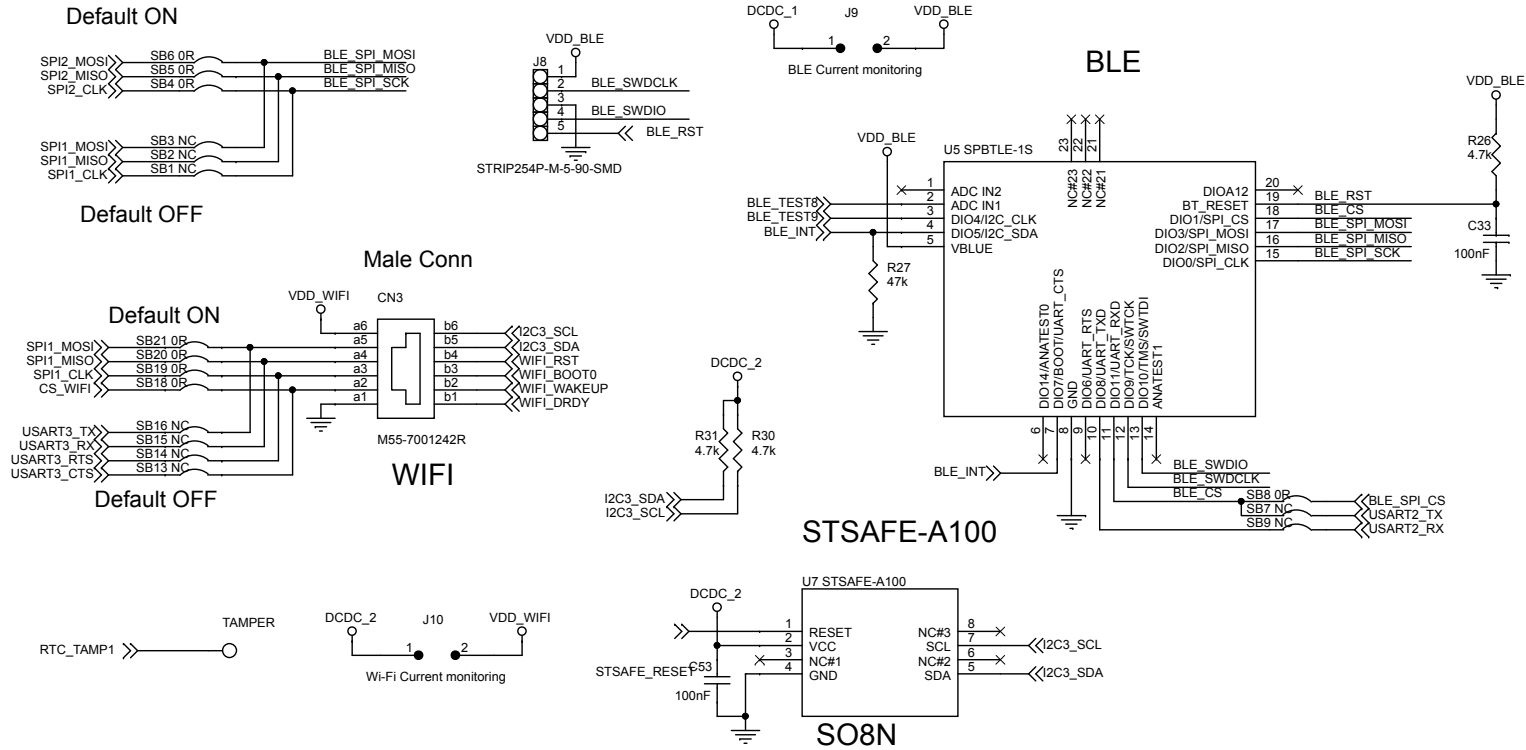 Default ON
SPI2_MOSI SB6 0R BLE_SPI_MOSI
SPI2_MISO SB5 0R BLE_SPI_MISO
SPI2_CLK SB4 0R BLE_SPI_SCK
SPI1_MOSI SB3 NC
SPI1_MISO SB2 NC
SPI1_CLK SB1 NC
Default OFF
VDD_BLE
J8
1
2 BLE_SWDCLK
3
4 BLE_SWDIO
5 BLE_RST
STRIP254P-M-5-90-SMD
DCDC_1 J9 VDD_BLE
1 2
BLE Current monitoring
BLE
VDD_BLE
R26
4.7k
C33
100nF
VDD_BLE
U5 SPBTLE-1S
23 22 21
NC#23 NC#22 NC#21
BLE_TEST8
BLE_TEST9
BLE_INT
1 ADC IN2
2 ADC IN1
3 DIO4/I2C_CLK
4 DIO5/I2C_SDA
5 VBLUE
DIOA12 20
BT_RESET 19 BLE_RST
DIO1/SPI_CS 18 BLE_CS
DIO3/SPI_MOSI 17 BLE_SPI_MOSI
DIO2/SPI_MISO 16 BLE_SPI_MISO
DIO0/SPI_CLK 15 BLE_SPI_SCK
R27
47k
DIO14/ANATEST0
DIO7/BOOT/UART_CTS
GND
DIO6/UART_RTS
DIO8/UART_TXD
DIO11/UART_RXD
DIO9/TCK/SWTCK
DIO10/TMS/SWTDI
ANATEST1
6 7 8 9 10 11 12 13 14
BLE_INT
BLE_SWDIO
BLE_SWDCLK
BLE_CS SB8 0R BLE_SPI_CS
SB7 NC USART2_TX
SB9 NC USART2_RX
Male Conn
Default ON
VDD_WIFI CN3
SPI1_MOSI SB21 0R
SPI1_MISO SB20 0R
SPI1_CLK SB19 0R
CS_WIFI SB18 0R
a6 b6 I2C3_SCL
a5 b5 I2C3_SDA
a4 b4 WIFI_RST
a3 b3 WIFI_BOOT0
a2 b2 WIFI_WAKEUP
a1 b1 WIFI_DRDY
M55-7001242R
WIFI
USART3_TX SB16 NC
USART3_RX SB15 NC
USART3_RTS SB14 NC
USART3_CTS SB13 NC
Default OFF
DCDC_2
R31 R30
4.7k 4.7k
I2C3_SDA
I2C3_SCL
STSAFE-A100
RTC_TAMP1 TAMPER
DCDC_2 J10 VDD_WIFI
1 2
Wi-Fi Current monitoring
DCDC_2
U7 STSAFE-A100
1 RESET
2 VCC
3 NC#1
4 GND
NC#3 8
SCL 7 I2C3_SCL
NC#2 6
SDA 5 I2C3_SDA
STSAFE_RESET
C53
100nF
SO8N